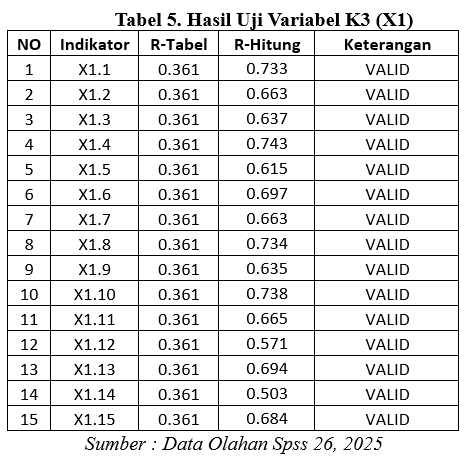 Tabel 5. Hasil Uji Variabel K3 (X1)
NO Indikator R-Tabel R-Hitung Keterangan
1 X1.1 0.361 0.733 VALID
2 X1.2 0.361 0.663 VALID
3 X1.3 0.361 0.637 VALID
4 X1.4 0.361 0.743 VALID
5 X1.5 0.361 0.615 VALID
6 X1.6 0.361 0.697 VALID
7 X1.7 0.361 0.663 VALID
8 X1.8 0.361 0.734 VALID
9 X1.9 0.361 0.635 VALID
10 X1.10 0.361 0.738 VALID
11 X1.11 0.361 0.665 VALID
12 X1.12 0.361 0.571 VALID
13 X1.13 0.361 0.694 VALID
14 X1.14 0.361 0.503 VALID
15 X1.15 0.361 0.684 VALID
Sumber : Data Olahan Spss 26, 2025